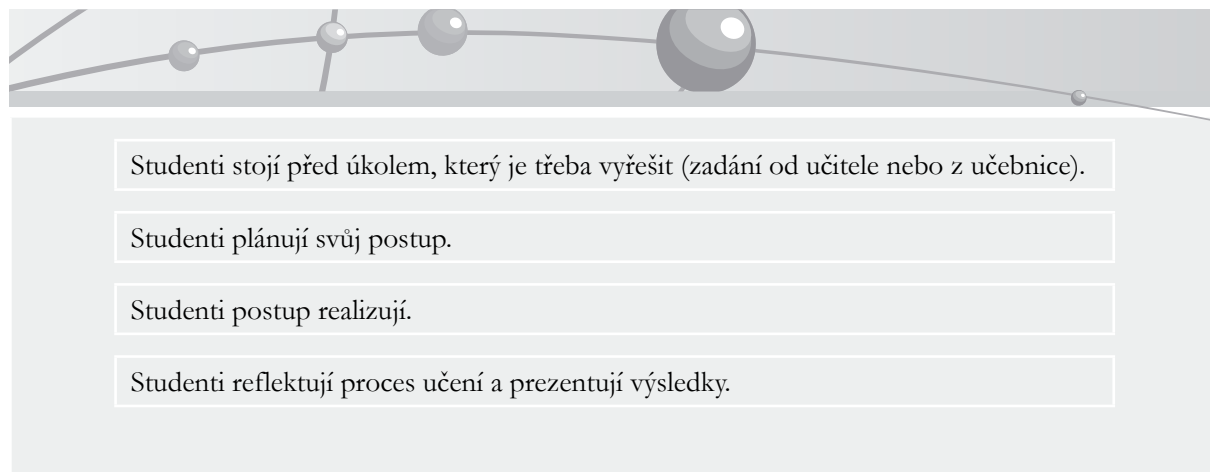 Studenti stojí před úkolem, který je třeba vyřešit (zadání od učitele nebo z učebnice).
Studenti plánují svůj postup.
Studenti postup realizují.
Studenti reflektují proces učení a prezentují výsledky.